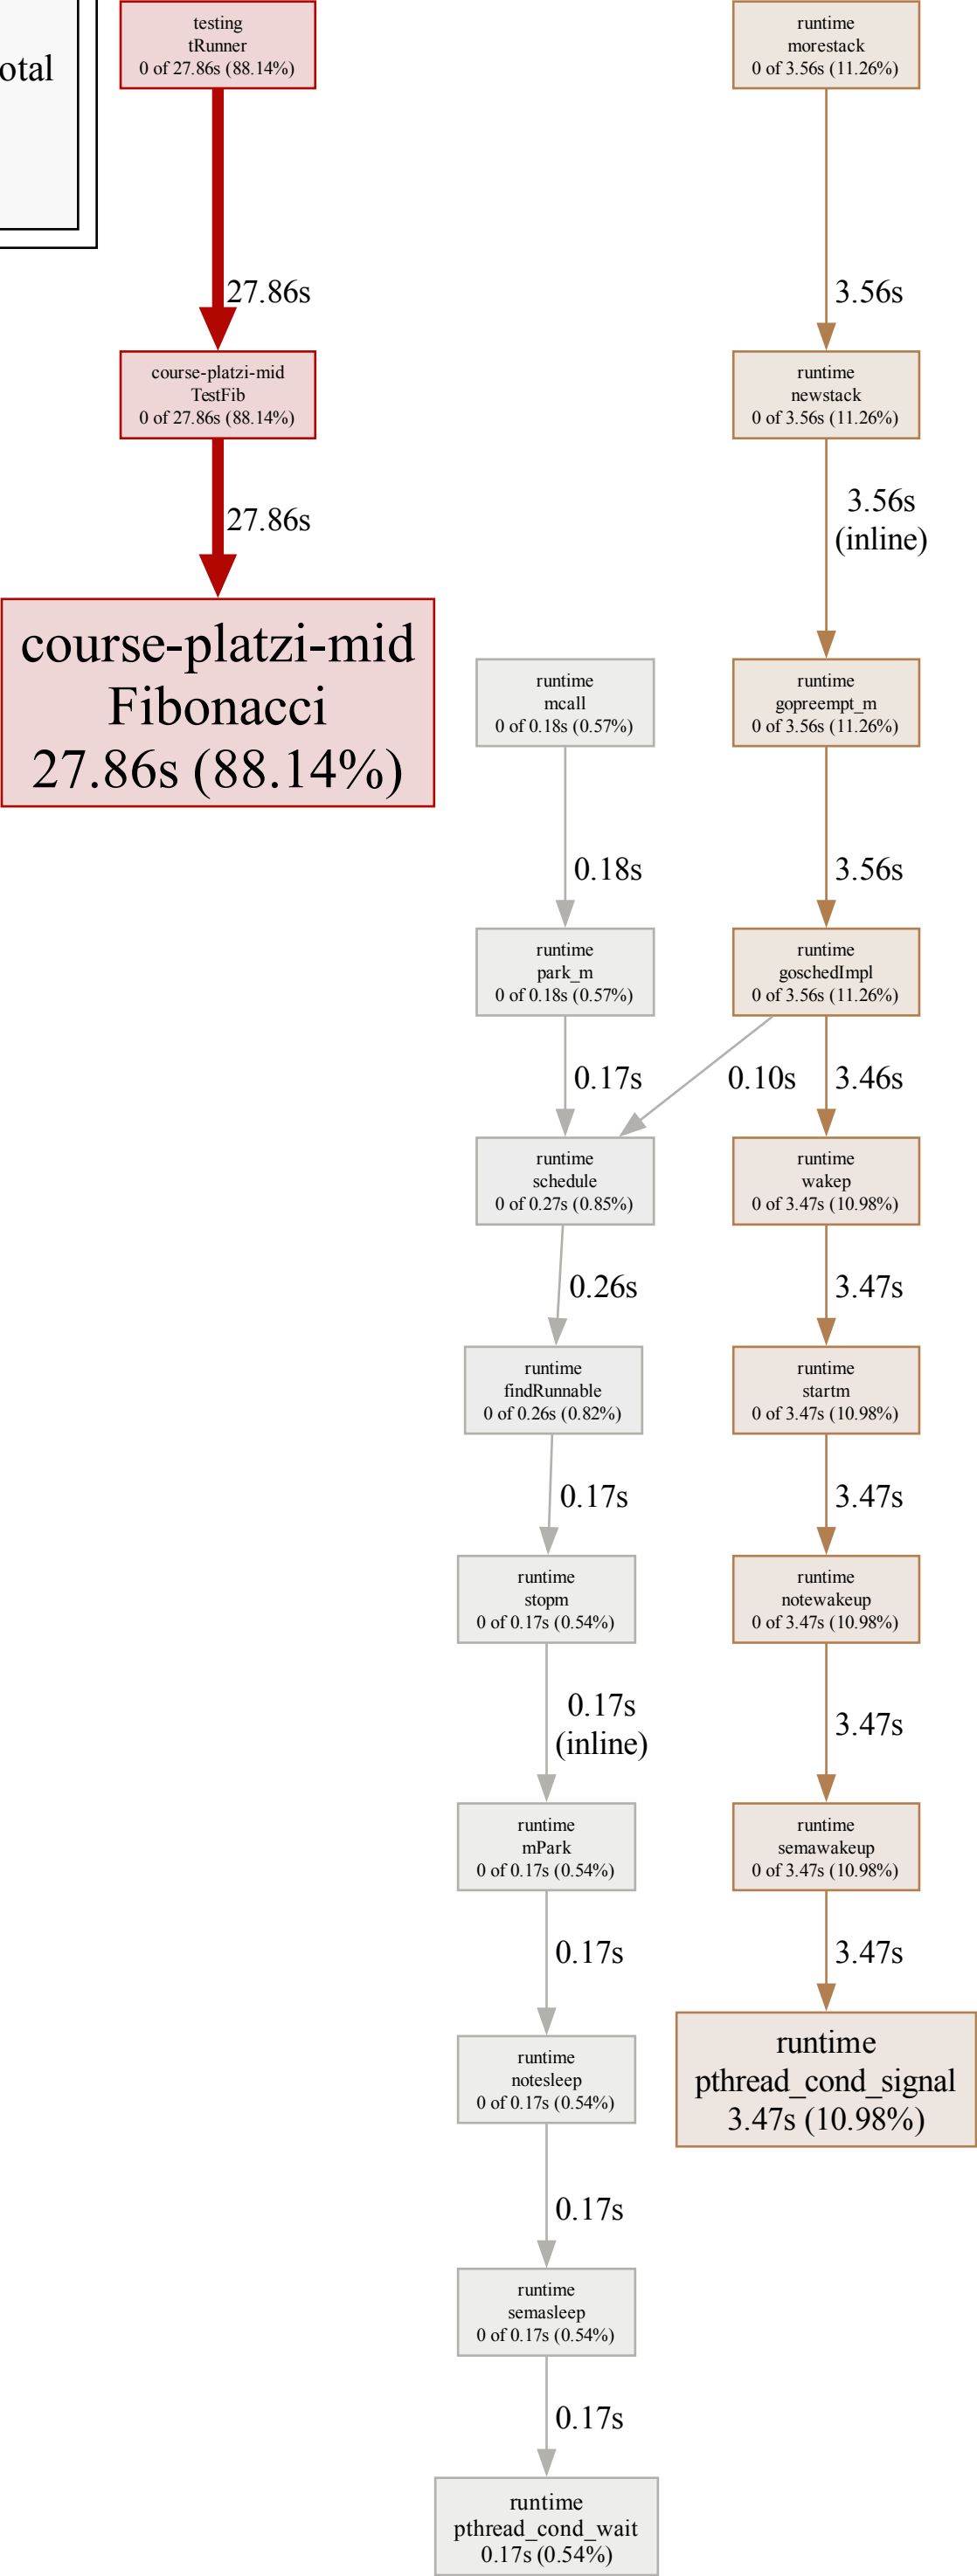 otal
testing
tRunner
0 of 27.86s (88.14%)
27.86s
course-platzi-mid
TestFib
0 of 27.86s (88.14%)
27.86s
course-platzi-mid
Fibonacci
27.86s (88.14%)
runtime
morestack
0 of 3.56s (11.26%)
3.56s
runtime
newstack
0 of 3.56s (11.26%)
3.56s
(inline)
runtime
mcall
0 of 0.18s (0.57%)
runtime
gopreempt_m
0 of 3.56s (11.26%)
0.18s
3.56s
runtime
park_m
0 of 0.18s (0.57%)
runtime
goschedImpl
0 of 3.56s (11.26%)
0.17s
0.10s
3.46s
runtime
schedule
0 of 0.27s (0.85%)
runtime
wakep
0 of 3.47s (10.98%)
0.26s
3.47s
runtime
findRunnable
0 of 0.26s (0.82%)
runtime
startm
0 of 3.47s (10.98%)
0.17s
3.47s
runtime
stopm
0 of 0.17s (0.54%)
runtime
notewakeup
0 of 3.47s (10.98%)
0.17s
(inline)
3.47s
runtime
mPark
0 of 0.17s (0.54%)
runtime
semawakeup
0 of 3.47s (10.98%)
0.17s
3.47s
runtime
notesleep
0 of 0.17s (0.54%)
runtime
pthread_cond_signal
3.47s (10.98%)
0.17s
runtime
semasleep
0 of 0.17s (0.54%)
0.17s
runtime
pthread_cond_wait
0.17s (0.54%)